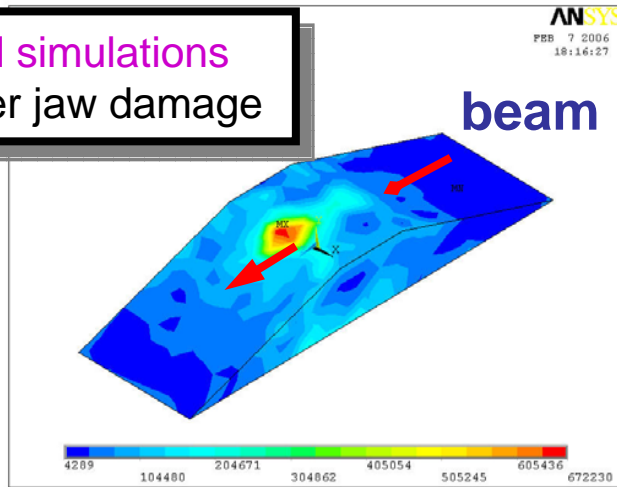 simulations
er jaw damage
ANSYS
FEB 7 2006
18:16:27
beam
MX
X
4289 204671 405054 605436
104480 304862 505245 672230